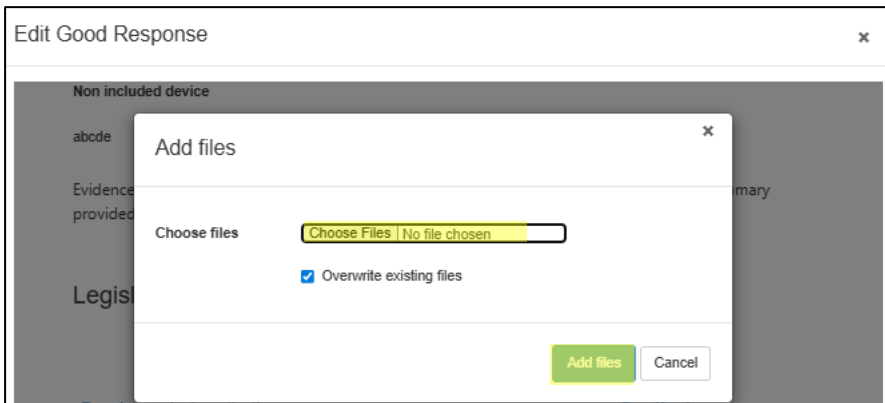 Edit Good Response ×
Non included device
abcde
Add files ×
Evidence
mary
provided
Choose files Choose Files No file chosen
Overwrite existing files
Legisl
Add files Cancel